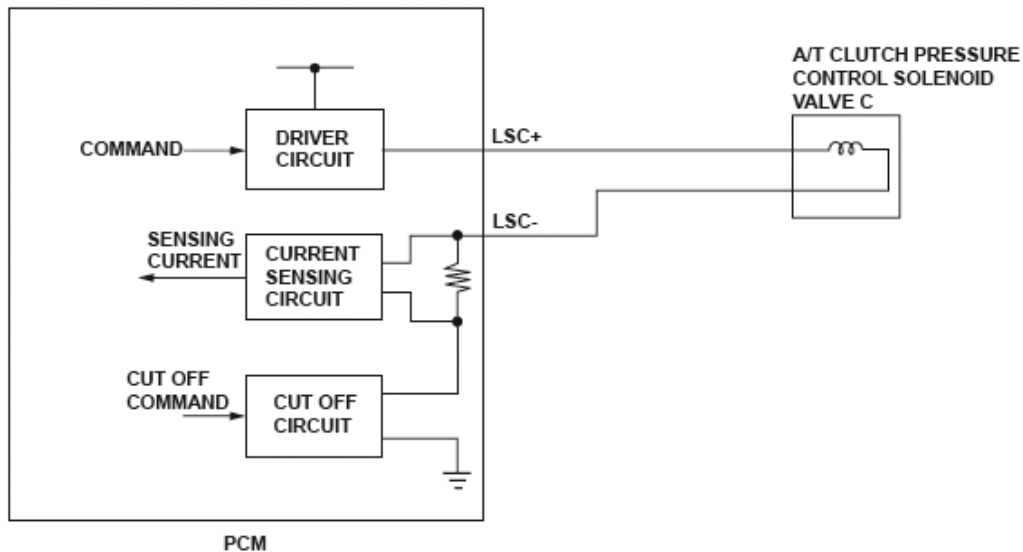 A/T CLUTCH PRESSURE
CONTROL SOLENOID
VALVE C
COMMAND
DRIVER
CIRCUIT
LSC+
LSC-
SENSING
CURRENT
CURRENT
SENSING
CIRCUIT
CUT OFF
COMMAND
CUT OFF
CIRCUIT
PCM